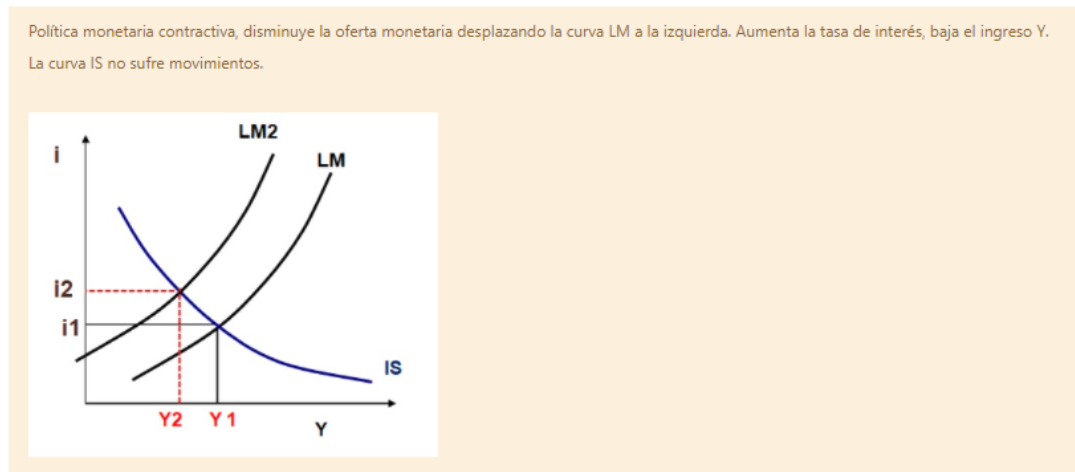 Política monetaria contractiva, disminuye la oferta monetaria desplazando la curva LM a la izquierda. Aumenta la tasa de interés, baja el ingreso Y.
La curva IS no sufre movimientos.
LM2
i
LM
i2
i1
IS
Y2 Y 1
Y